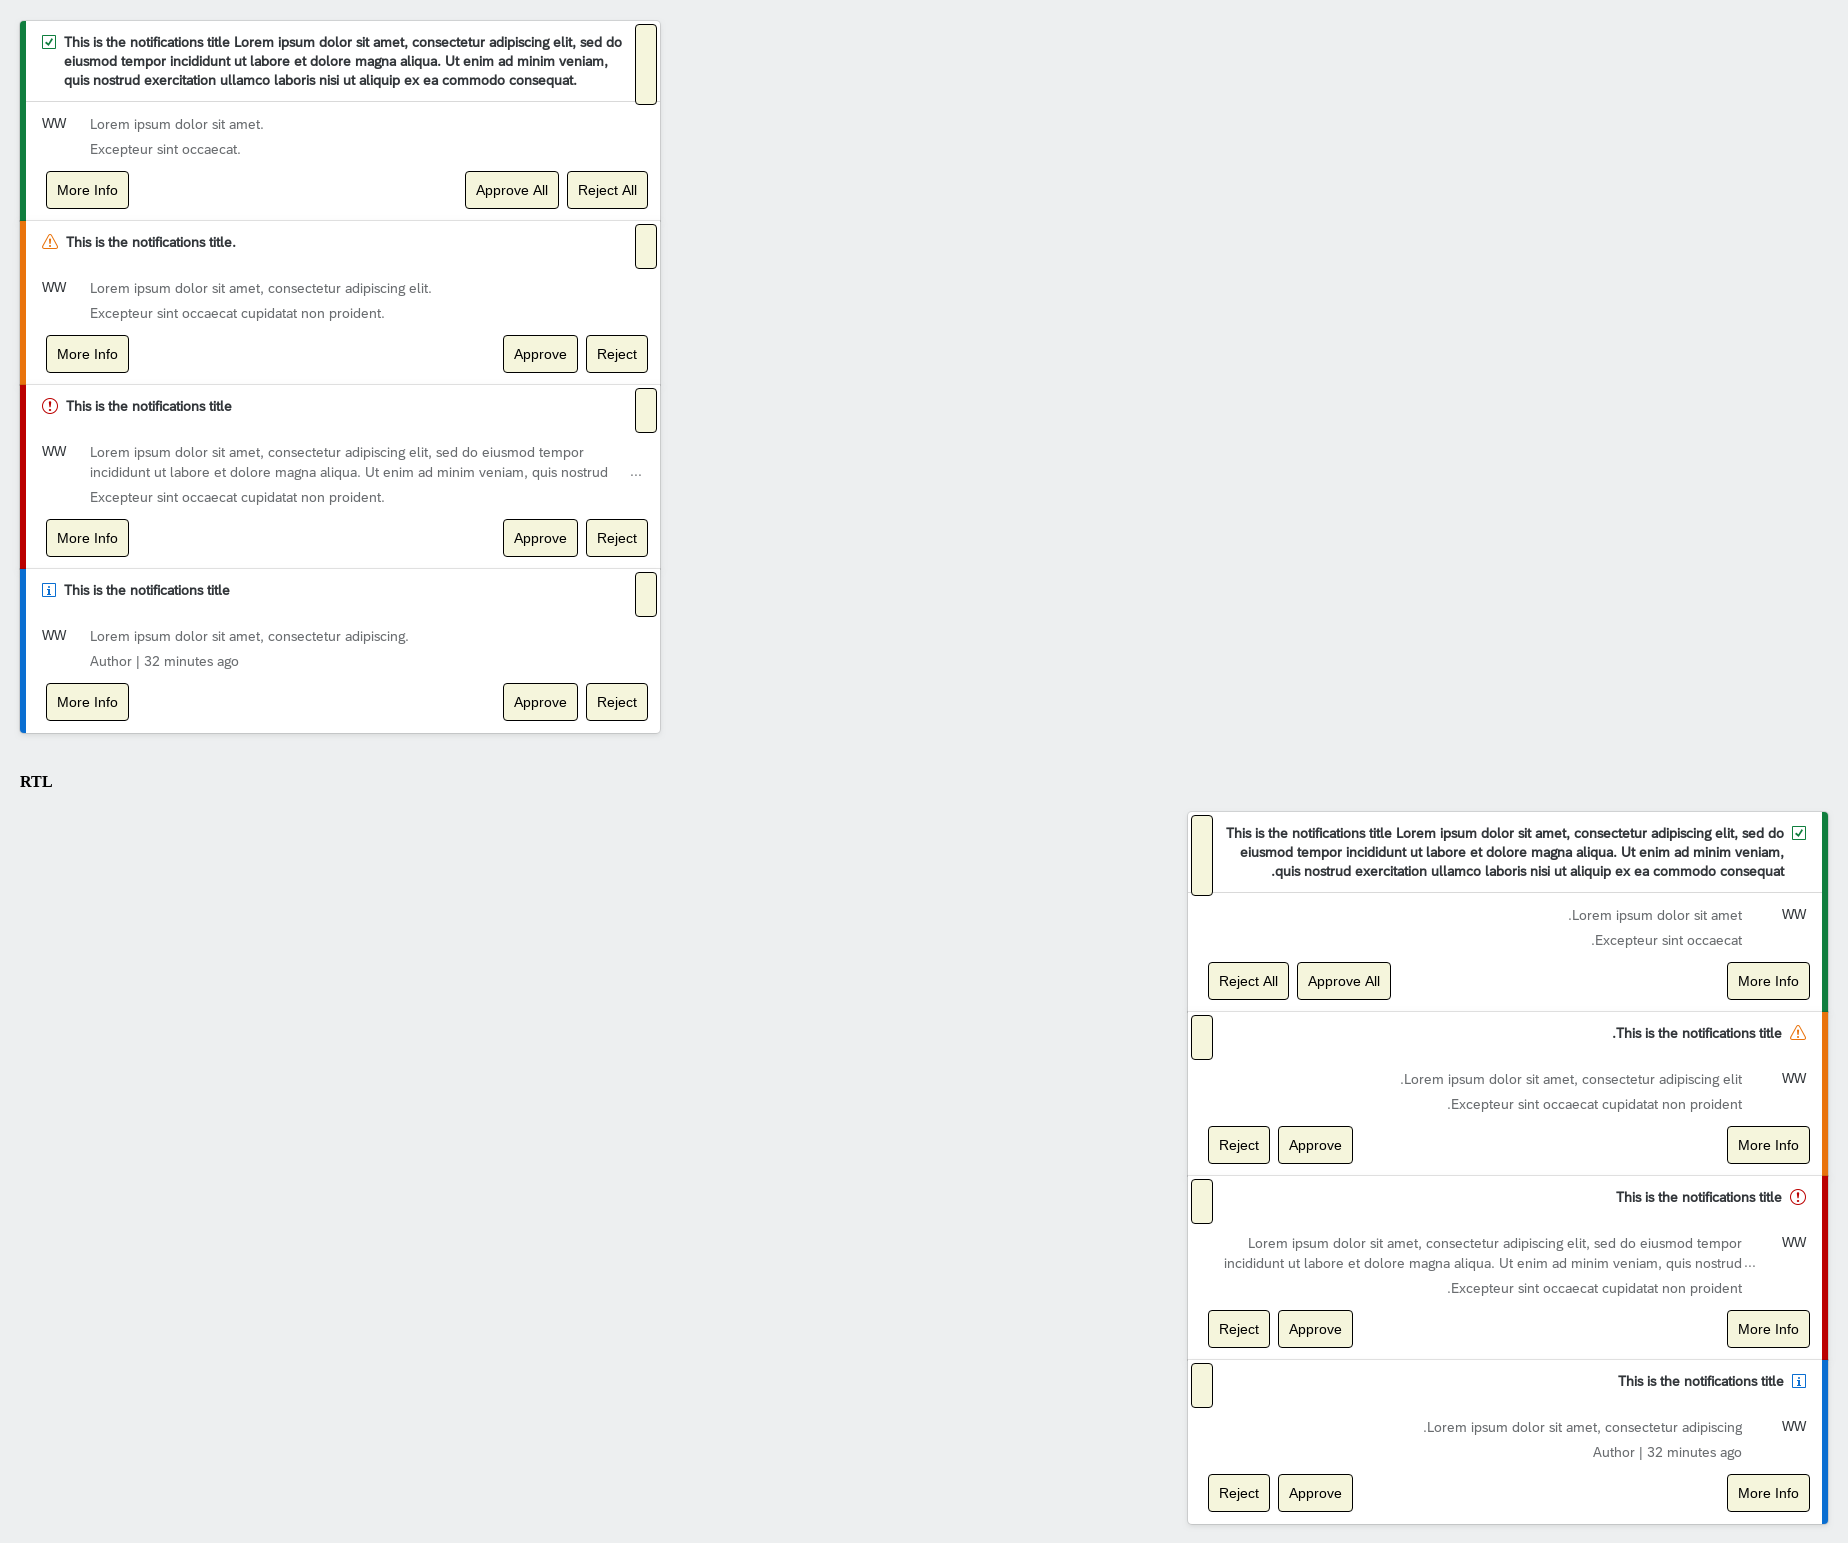 This is the notifications title Lorem ipsum dolor sit amet, consectetur adipiscing elit, sed do
eiusmod tempor incididunt ut labore et dolore magna aliqua. Ut enim ad minim veniam,
quis nostrud exercitation ullamco laboris nisi ut aliquip ex ea commodo consequat.
WW Lorem ipsum dolor sit amet.
Excepteur sint occaecat.
More Info Approve All Reject All
This is the notifications title.
WW Lorem ipsum dolor sit amet, consectetur adipiscing elit.
Excepteur sint occaecat cupidatat non proident.
More Info Approve Reject
This is the notifications title
WW Lorem ipsum dolor sit amet, consectetur adipiscing elit, sed do eiusmod tempor
incididunt ut labore et dolore magna aliqua. Ut enim ad minim veniam, quis nostrud ...
Excepteur sint occaecat cupidatat non proident.
More Info Approve Reject
This is the notifications title
WW Lorem ipsum dolor sit amet, consectetur adipiscing.
Author | 32 minutes ago
More Info Approve Reject
RTL
This is the notifications title Lorem ipsum dolor sit amet, consectetur adipiscing elit, sed do
eiusmod tempor incididunt ut labore et dolore magna aliqua. Ut enim ad minim veniam,
.quis nostrud exercitation ullamco laboris nisi ut aliquip ex ea commodo consequat
.Lorem ipsum dolor sit amet WW
.Excepteur sint occaecat
Reject All Approve All More Info
.This is the notifications title
.Lorem ipsum dolor sit amet, consectetur adipiscing elit WW
.Excepteur sint occaecat cupidatat non proident
Reject Approve More Info
This is the notifications title
Lorem ipsum dolor sit amet, consectetur adipiscing elit, sed do eiusmod tempor WW
incididunt ut labore et dolore magna aliqua. Ut enim ad minim veniam, quis nostrud ...
.Excepteur sint occaecat cupidatat non proident
Reject Approve More Info
This is the notifications title
.Lorem ipsum dolor sit amet, consectetur adipiscing WW
Author | 32 minutes ago
Reject Approve More Info